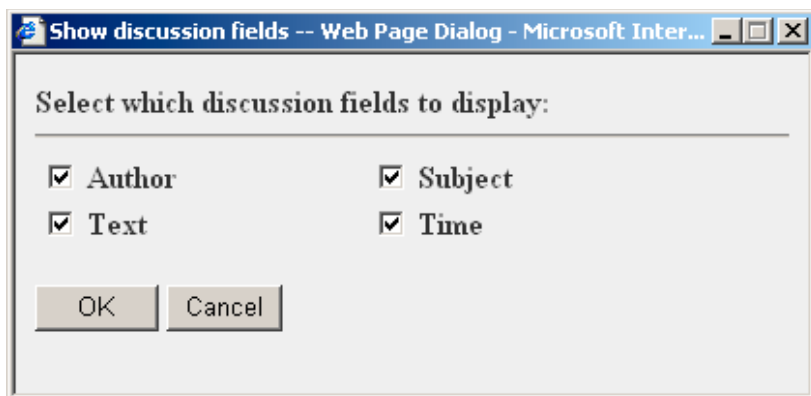 Show discussion fields -- Web Page Dialog - Microsoft Inter...
Select which discussion fields to display:
Author Subject
Text Time
OK Cancel